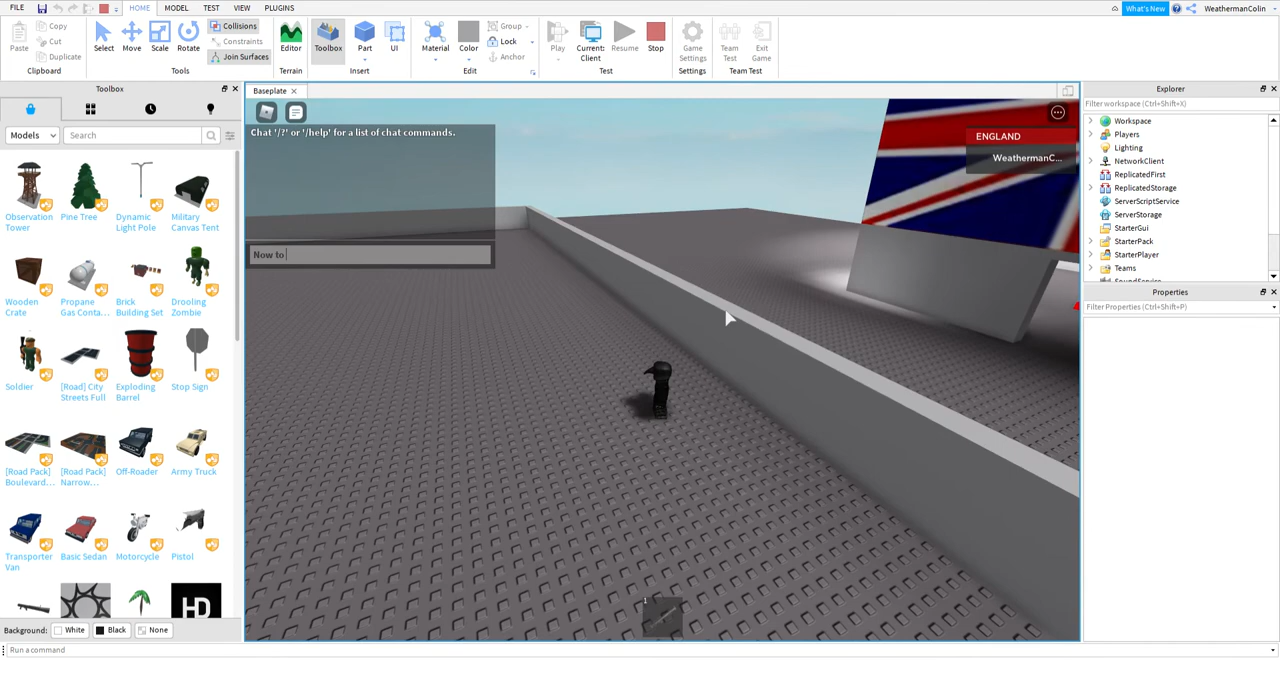 FILE
HOME
MODEL
TEST
VIEW
PLUGINS
What's New
WeathermanColin
Paste
Copy
Cut
Duplicate
Clipboard
Select
Move
Scale
Rotate
Collisions
Constraints
Join Surfaces
Tools
Editor
Terrain
Toolbox
Part
UI
Insert
Material
Color
Group
Lock
Anchor
Edit
Play
Current:
Client
Resume
Stop
Test
Game
Settings
Settings
Team
Test
Exit
Game
Team Test
Toolbox
Models
Search
Observation
Tower
Pine Tree
Dynamic
Light Pole
Military
Canvas Tent
Wooden
Crate
Propane
Gas Conta...
Brick
Building Set
Drooling
Zombie
Soldier
[Road] City
Streets Full
Exploding
Barrel
Stop Sign
[Road Pack]
Boulevard...
[Road Pack]
Narrow...
Off-Roader
Army Truck
Transporter
Van
Basic Sedan
Motorcycle
Pistol
HD
Background:
White
Black
None
Run a command
Baseplate
Chat '/?' or '/help' for a list of chat commands.
Now to
ENGLAND
WeathermanC...
1
Explorer
Filter workspace (Ctrl+Shift+X)
Workspace
Players
Lighting
NetworkClient
ReplicatedFirst
ReplicatedStorage
ServerScriptService
ServerStorage
StarterGui
StarterPack
StarterPlayer
Teams
SoundService
Properties
Filter Properties (Ctrl+Shift+P)